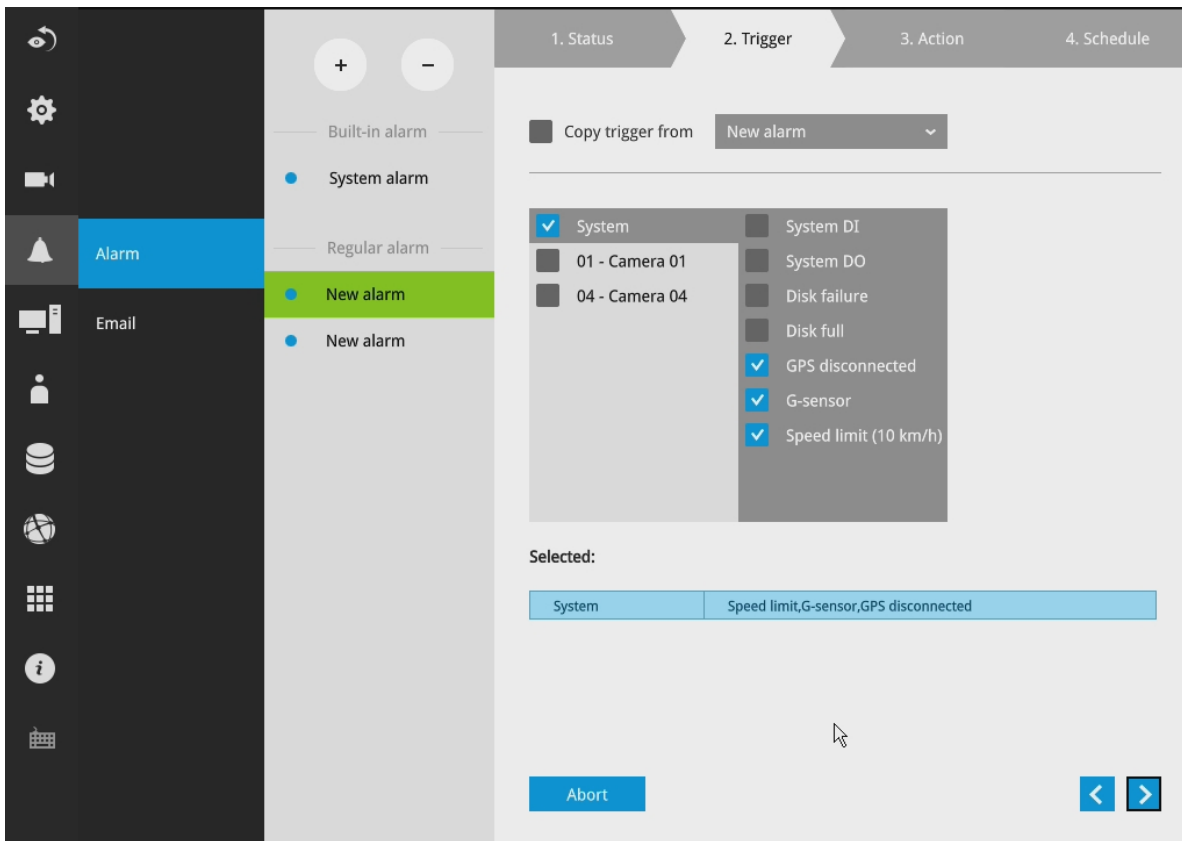 1. Status
2. Trigger
3. Action
4. Schedule
+
−
Built-in alarm
System alarm
Regular alarm
New alarm
New alarm
Alarm
Email
Copy trigger from
New alarm
System
01 - Camera 01
04 - Camera 04
System DI
System DO
Disk failure
Disk full
GPS disconnected
G-sensor
Speed limit (10 km/h)
Selected:
System
Speed limit,G-sensor,GPS disconnected
Abort